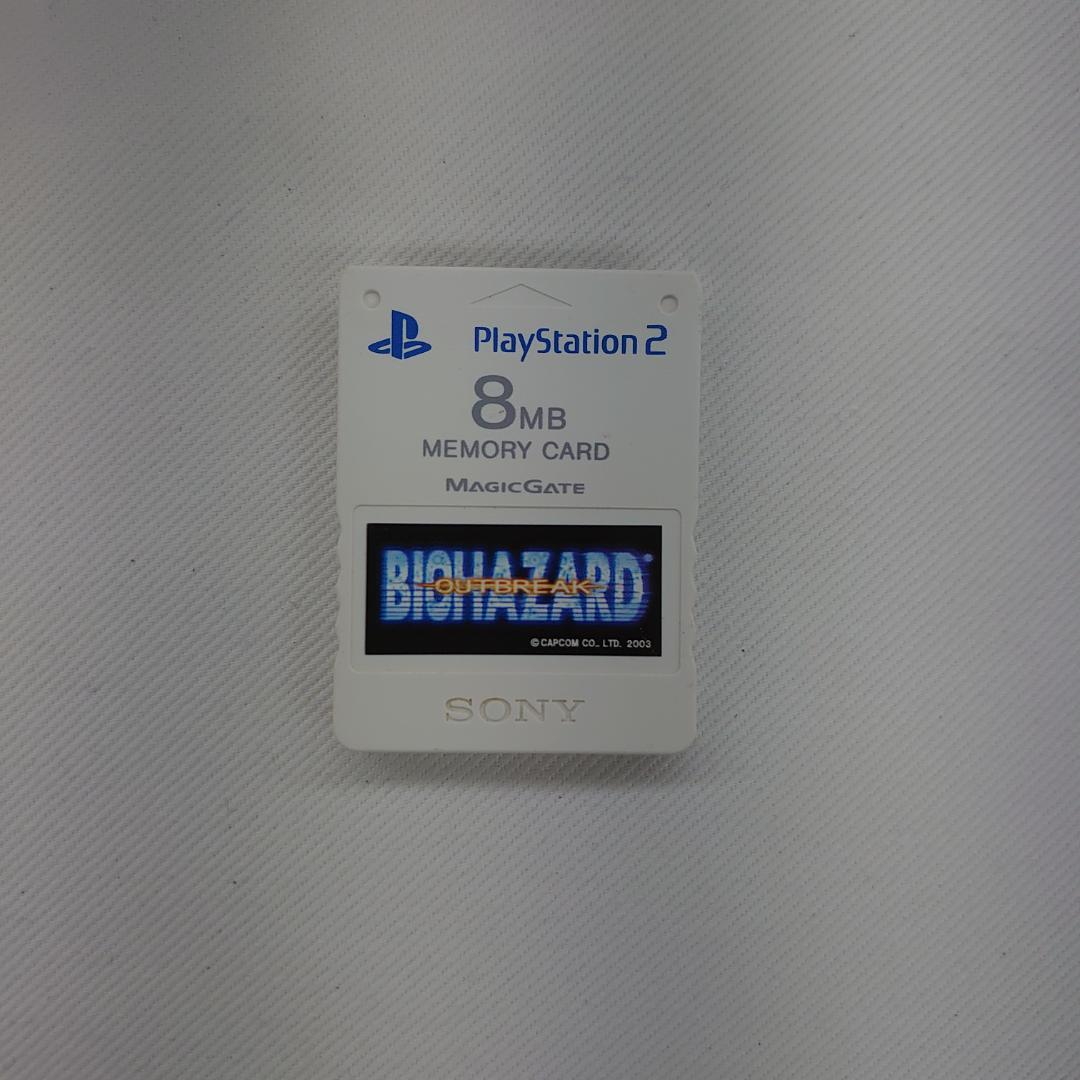 PlayStation 2
8MB
MEMORY CARD
MAGICGATE
BIOHAZARD
OUTBREAK
©CAPCOM CO., LTD. 2003
SONY